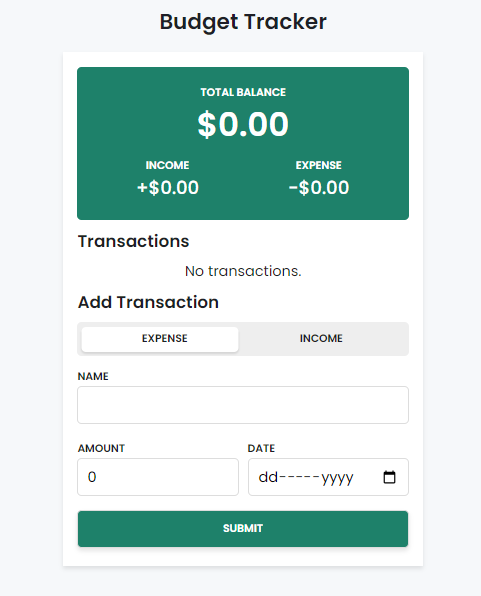 Budget Tracker
TOTAL BALANCE
$0.00
INCOME EXPENSE
+$0.00 -$0.00
Transactions
No transactions.
Add Transaction
EXPENSE INCOME
NAME
AMOUNT DATE
0 dd-----yyyy
SUBMIT